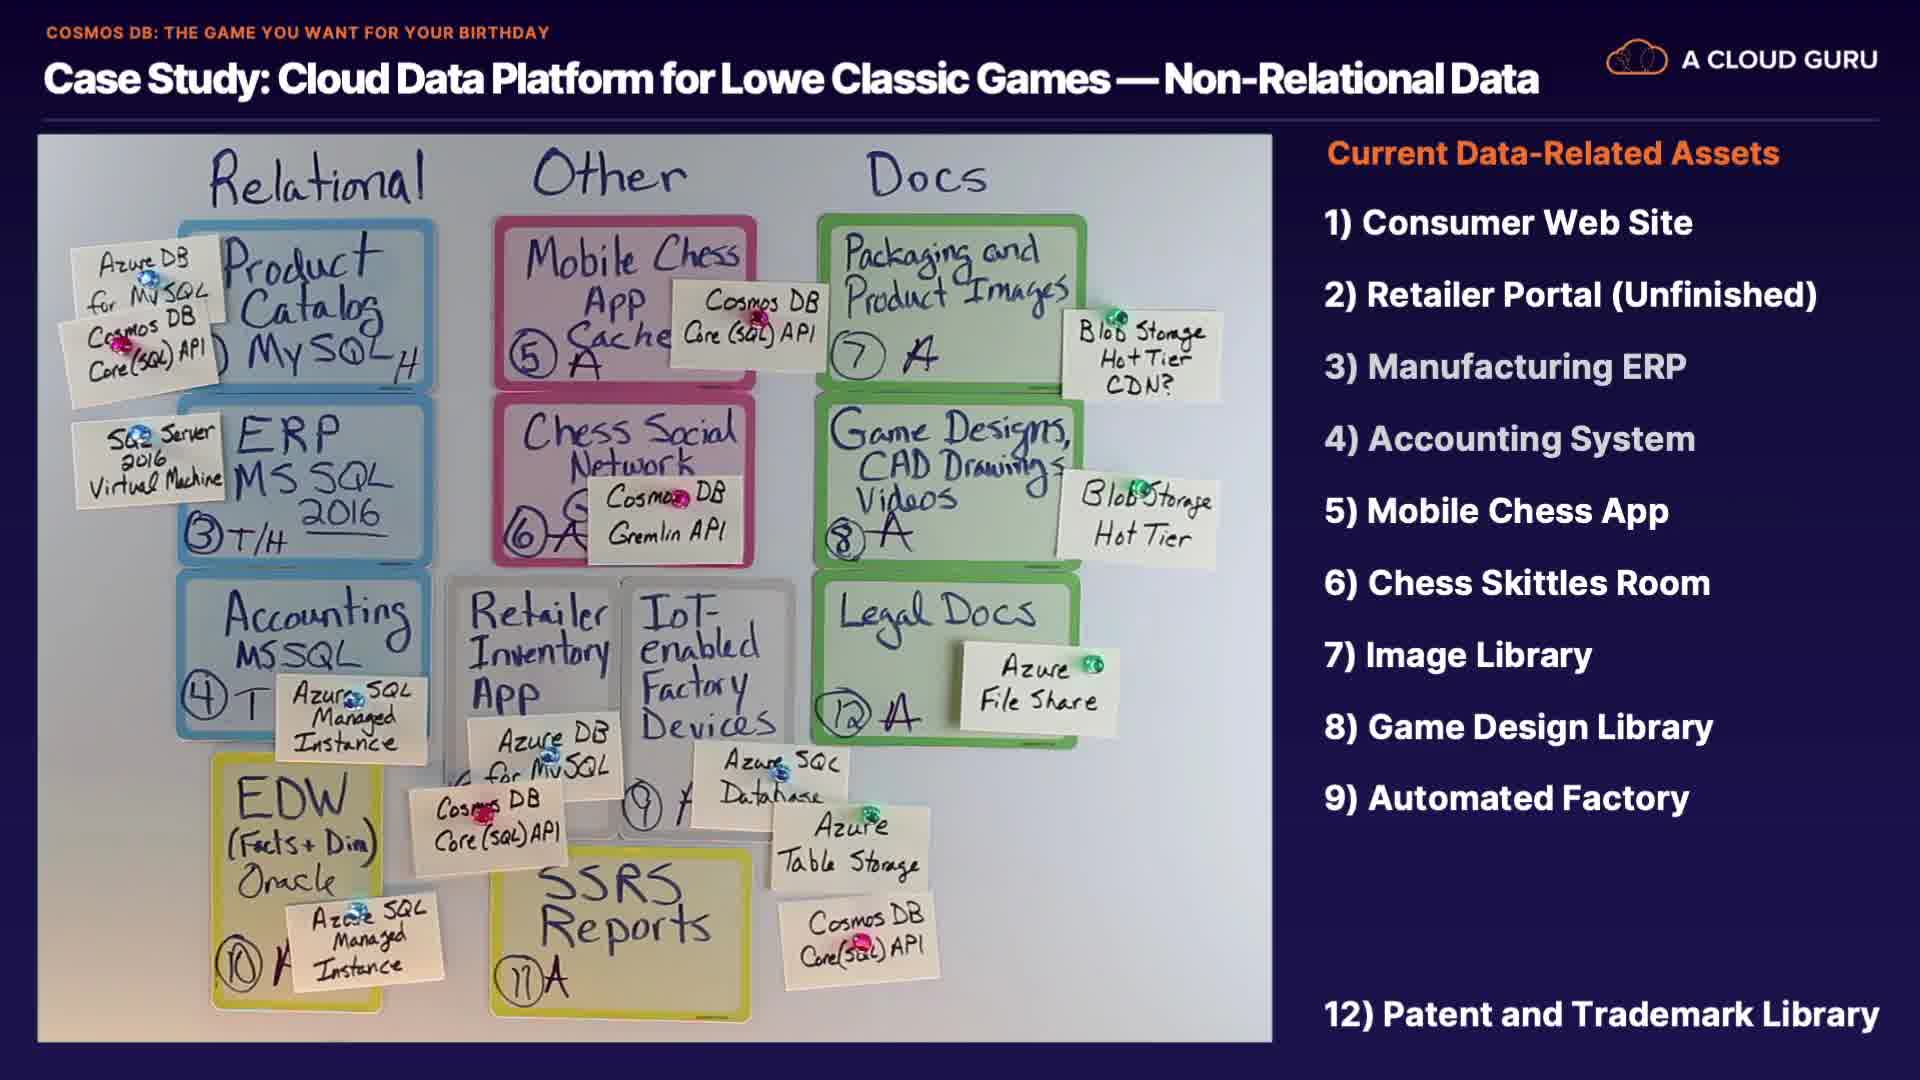 COSMOS DB: THE GAME YOU WANT FOR YOUR BIRTHDAY
Case Study: Cloud Data Platform for Lowe Classic Games — Non-Relational Data
A CLOUD GURU
Relational
Azure DB
for MySQL
Cosmos DB
Core (SQL) API
Product
Catalog
MySQL
H
SQL Server
2016
Virtual Machine
ERP
MS SQL
2016
3 T/H
Accounting
MSSQL
4 T
Azure SQL
Managed
Instance
EDW
(Facts + Dim)
Oracle
10 A
Azure SQL
Managed
Instance
Other
Mobile Chess
App
Cache
5 A
Cosmos DB
Core (SQL) API
Chess Social
Network
6 A
Cosmos DB
Gremlin API
Retailer
Inventory
App
Azure DB
for MySQL
Cosmos DB
Core (SQL) API
IoT-
enabled
Factory
Devices
9
Azure SQL
Database
Azure
Table Storage
Cosmos DB
Core (SQL) API
SSRS
Reports
11 A
Docs
Packaging and
Product Images
7 A
Blob Storage
Hot Tier
CDN?
Game Designs,
CAD Drawings
Videos
8 A
Blob Storage
Hot Tier
Legal Docs
12 A
Azure
File Share
Current Data-Related Assets
1) Consumer Web Site
2) Retailer Portal (Unfinished)
3) Manufacturing ERP
4) Accounting System
5) Mobile Chess App
6) Chess Skittles Room
7) Image Library
8) Game Design Library
9) Automated Factory
12) Patent and Trademark Library